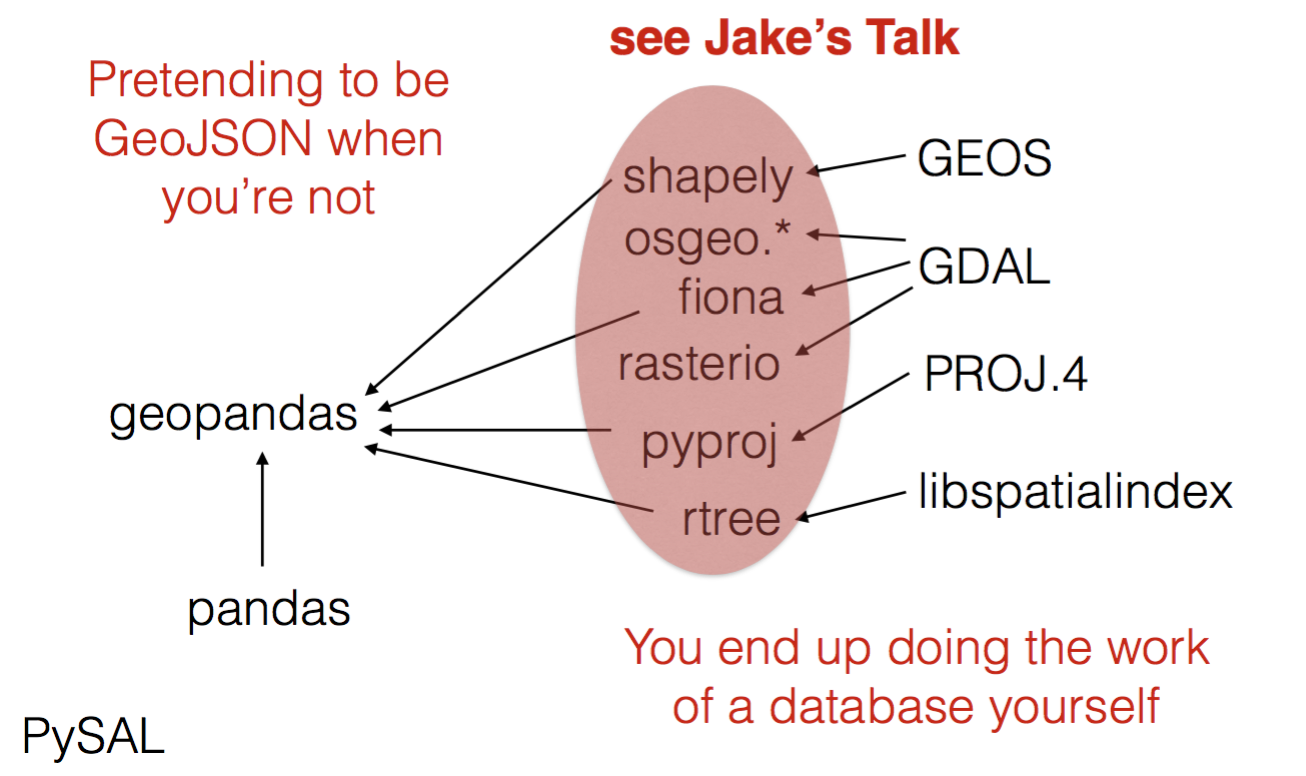 see Jake’s Talk
Pretending to be
GeoJSON when
you’re not
shapely
GEOS
osgeo.*
GDAL
fiona
rasterio
PROJ.4
geopandas
pyproj
libspatialindex
rtree
pandas
You end up doing the work
of a database yourself
PySAL